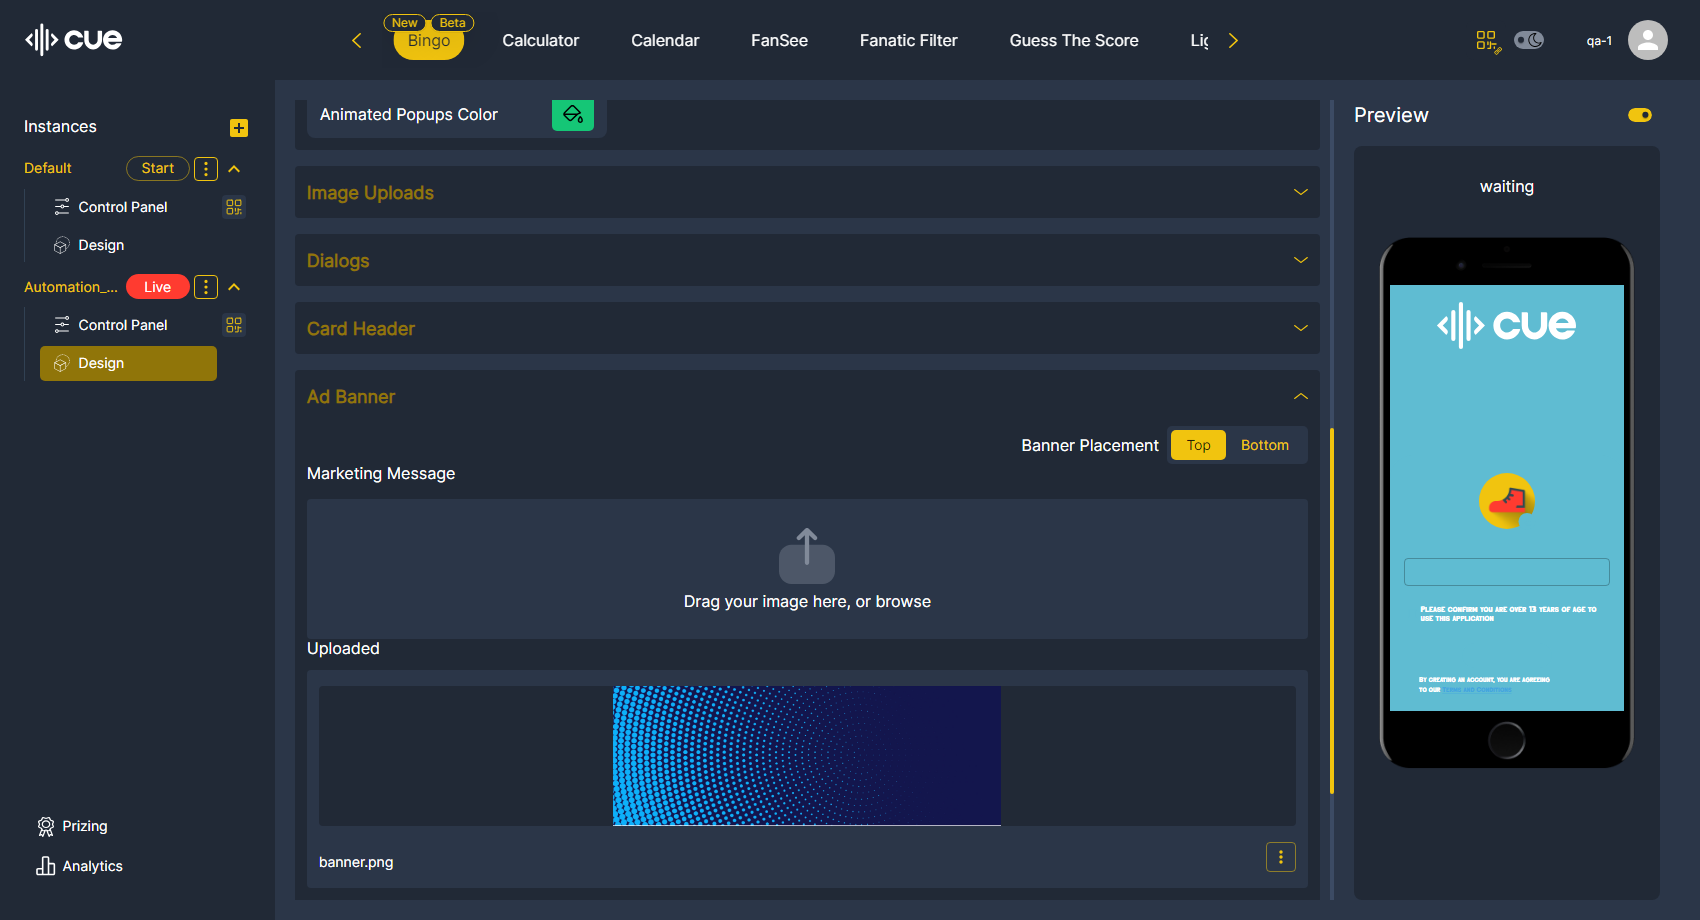 cue
New Beta
Bingo Calculator Calendar FanSee Fanatic Filter Guess The Score Lig
qa-1
Instances
Default Start
Control Panel
Design
Automation_... Live
Control Panel
Design
Prizing
Analytics
Animated Popups Color
Image Uploads
Dialogs
Card Header
Ad Banner
Banner Placement Top Bottom
Marketing Message
Drag your image here, or browse
Uploaded
banner.png
Preview
waiting
cue
Please confirm you are over 13 years of age to
use this application
By creating an account, you are agreeing
to our Terms and Conditions